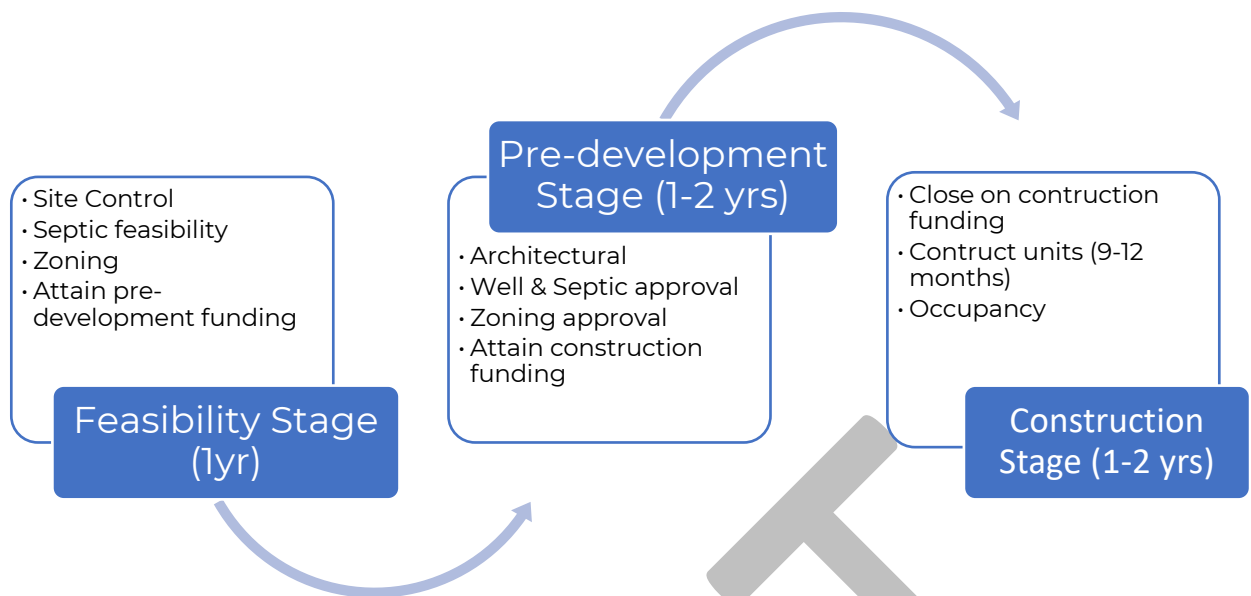 · Site Control
· Septic feasibility
· Zoning
· Attain pre-
development funding
Feasibility Stage
(1yr)
Pre-development
Stage (1-2 yrs)
· Architectural
· Well & Septic approval
· Zoning approval
· Attain construction
funding
· Close on contruction
funding
· Contruct units (9-12
months)
· Occupancy
Construction
Stage (1-2 yrs)